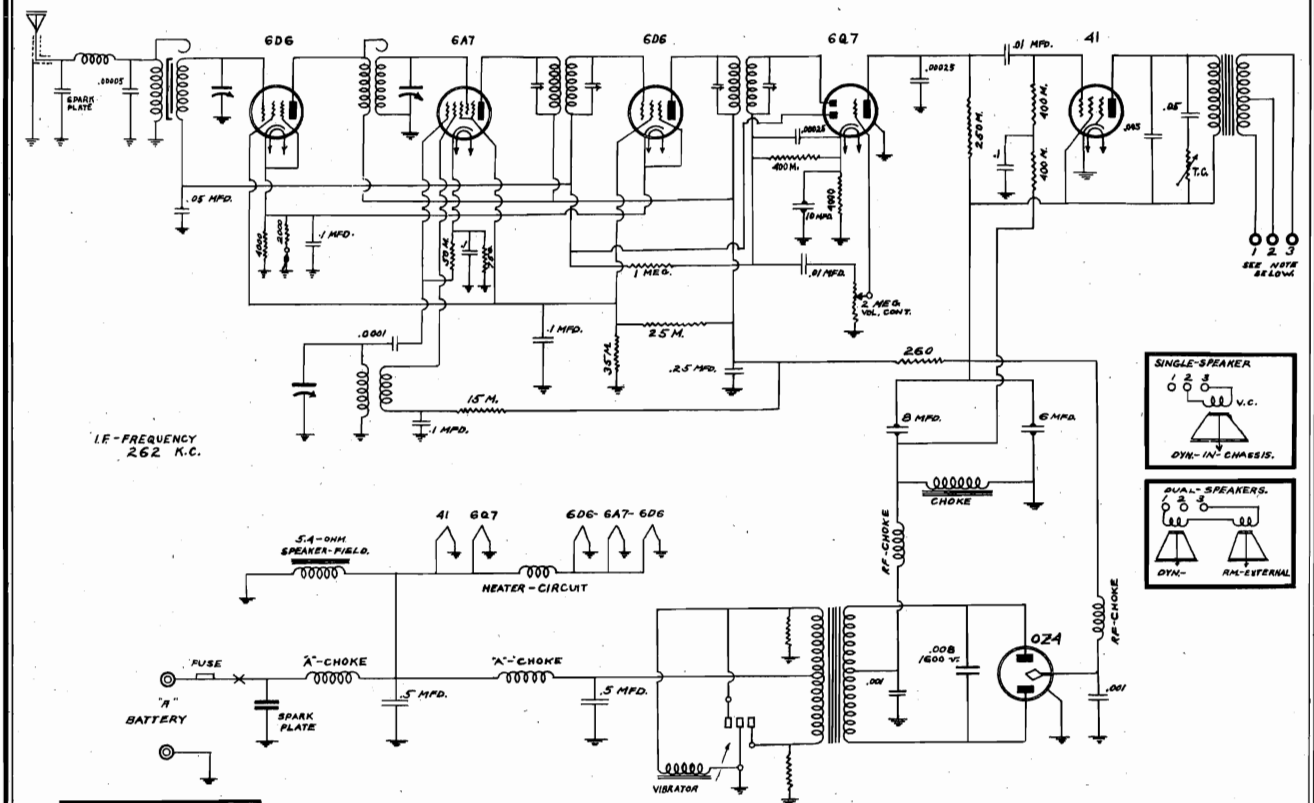 6D6
6A7
6D6
6Q7
41
.01 MFD.
.00005
SPARK
PLATE
.00025
.00025
400 M.
250 M.
400 M.
400 M.
.1
.005
.05
T.C.
.05 MFD.
4000
2000
.1 MFD.
50 M.
.1
10 MFD.
4000
1 MEG.
.01 MFD.
2 MEG.
VOL. CONT.
1 2 3
SEE NOTE
BELOW.
.0001
.1 MFD.
35 M.
25 M.
.25 MFD.
260
15 M.
.1 MFD.
8 MFD.
6 MFD.
CHOKE
I.F.-FREQUENCY
262 K.C.
SINGLE-SPEAKER
1 2 3
V.C.
DYN.-IN-CHASSIS.
DUAL-SPEAKERS.
1 2 3
DYN.-
RM-EXTERNAL
41
6Q7
6D6-6A7-6D6
5.4-OHM
SPEAKER-FIELD.
HEATER-CIRCUIT
RF-CHOKE
RF-CHOKE
OZ4
FUSE
"A"-CHOKE
"A"-CHOKE
"A"
BATTERY
SPARK
PLATE
.5 MFD.
.5 MFD.
VIBRATOR
.001
.008
1600 V.
.001